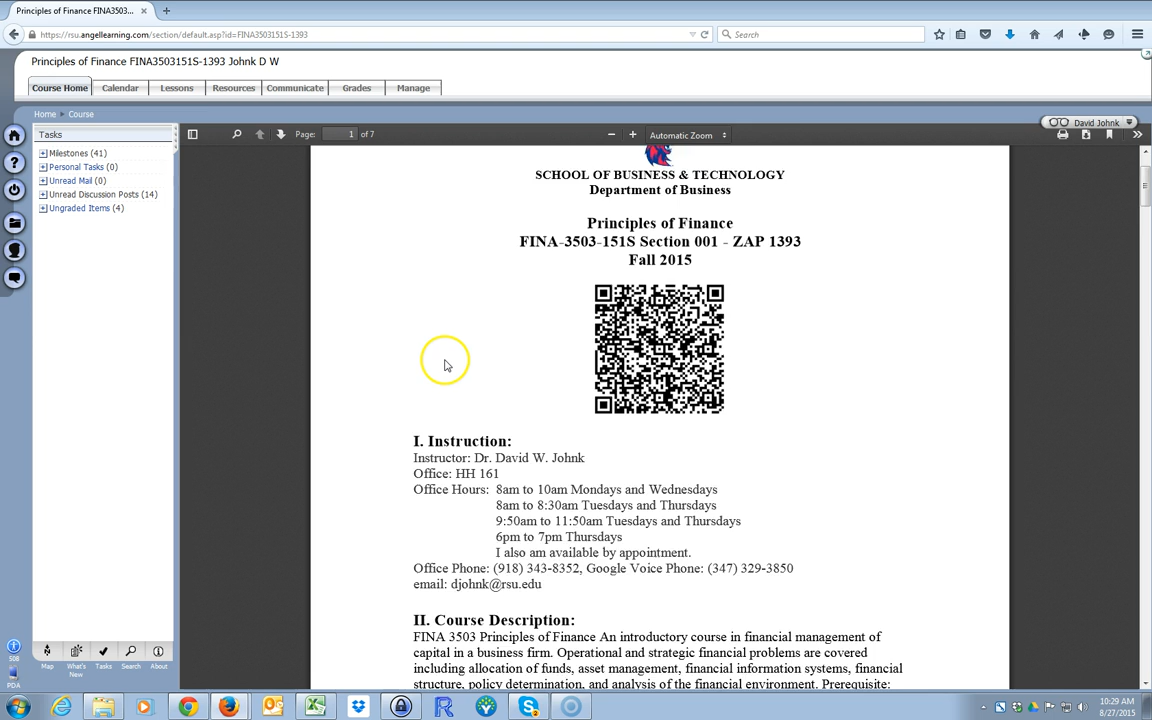 Principles of Finance FINA3503...
https://rsu.angellearning.com/section/default.asp?id=FINA3503151S-1393
Search
Principles of Finance FINA3503151S-1393 Johnk D W
Course Home
Calendar
Lessons
Resources
Communicate
Grades
Manage
Home
Course
David Johnk
Tasks
Milestones (41)
Personal Tasks (0)
Unread Mail (0)
Unread Discussion Posts (14)
Ungraded Items (4)
Page: 1 of 7
Automatic Zoom
SCHOOL OF BUSINESS & TECHNOLOGY
Department of Business
Principles of Finance
FINA-3503-151S Section 001 - ZAP 1393
Fall 2015
I. Instruction:
Instructor: Dr. David W. Johnk
Office: HH 161
Office Hours: 8am to 10am Mondays and Wednesdays
8am to 8:30am Tuesdays and Thursdays
9:50am to 11:50am Tuesdays and Thursdays
6pm to 7pm Thursdays
I also am available by appointment.
Office Phone: (918) 343-8352, Google Voice Phone: (347) 329-3850
email: djohnk@rsu.edu
II. Course Description:
FINA 3503 Principles of Finance An introductory course in financial management of
capital in a business firm. Operational and strategic financial problems are covered
including allocation of funds, asset management, financial information systems, financial
structure, policy determination, and analysis of the financial environment. Prerequisite:
508
PDA
Map
What's New
Tasks
Search
About
10:29 AM
8/27/2015